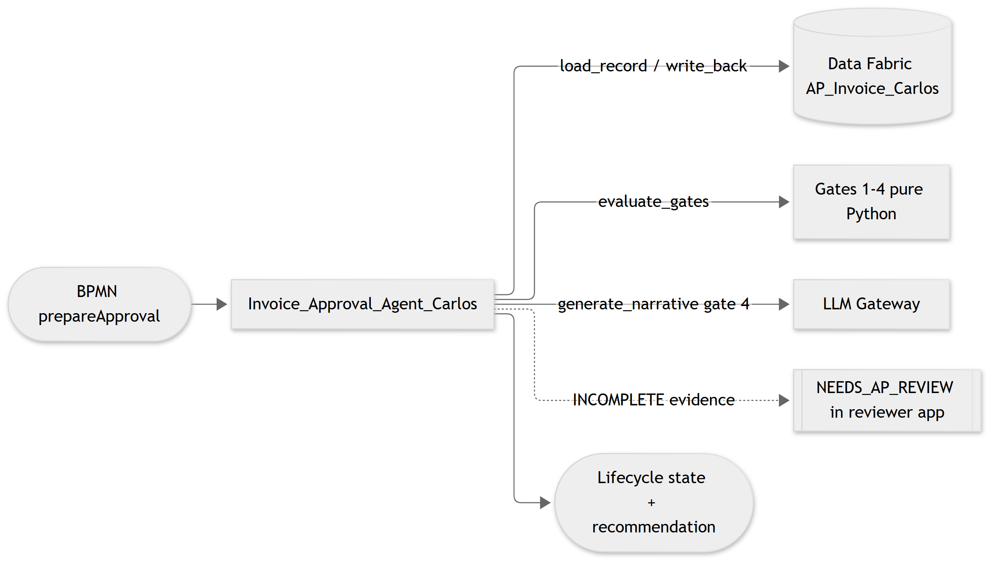 BPMN
prepareApproval
Invoice_Approval_Agent_Carlos
load_record / write_back
Data Fabric
AP_Invoice_Carlos
evaluate_gates
Gates 1-4 pure
Python
generate_narrative gate 4
LLM Gateway
INCOMPLETE evidence
NEEDS_AP_REVIEW
in reviewer app
Lifecycle state
+
recommendation